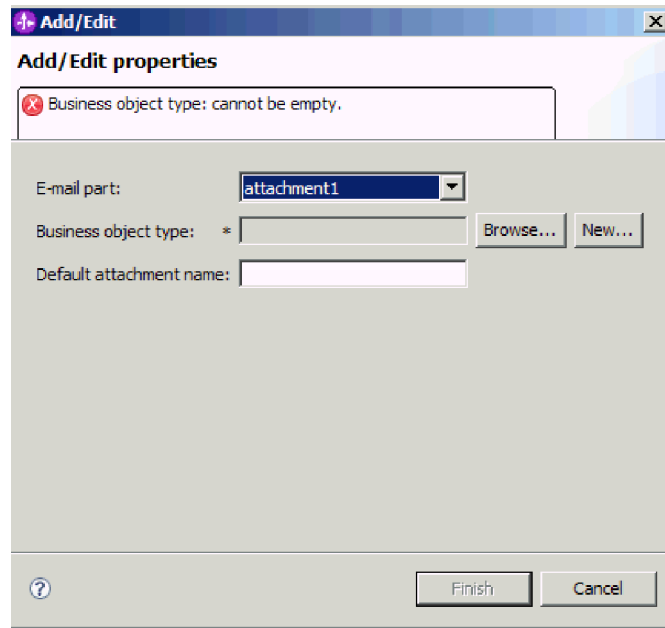 Add/Edit
Add/Edit properties
Business object type: cannot be empty.
E-mail part: attachment1
Business object type: * Browse... New...
Default attachment name:
Finish Cancel